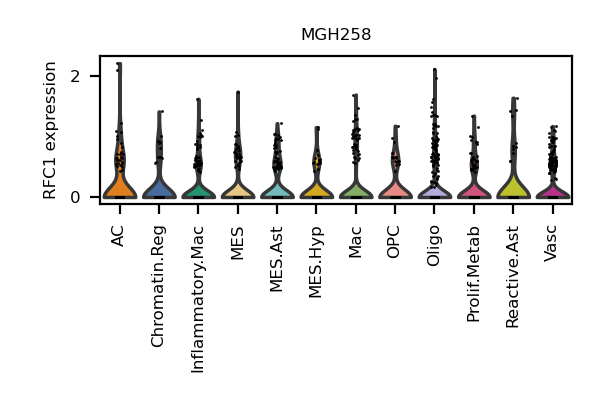 MGH258
RFC1 expression
2
0
AC
Chromatin.Reg
Inflammatory.Mac
MES
MES.Ast
MES.Hyp
Mac
OPC
Oligo
Prolif.Metab
Reactive.Ast
Vasc